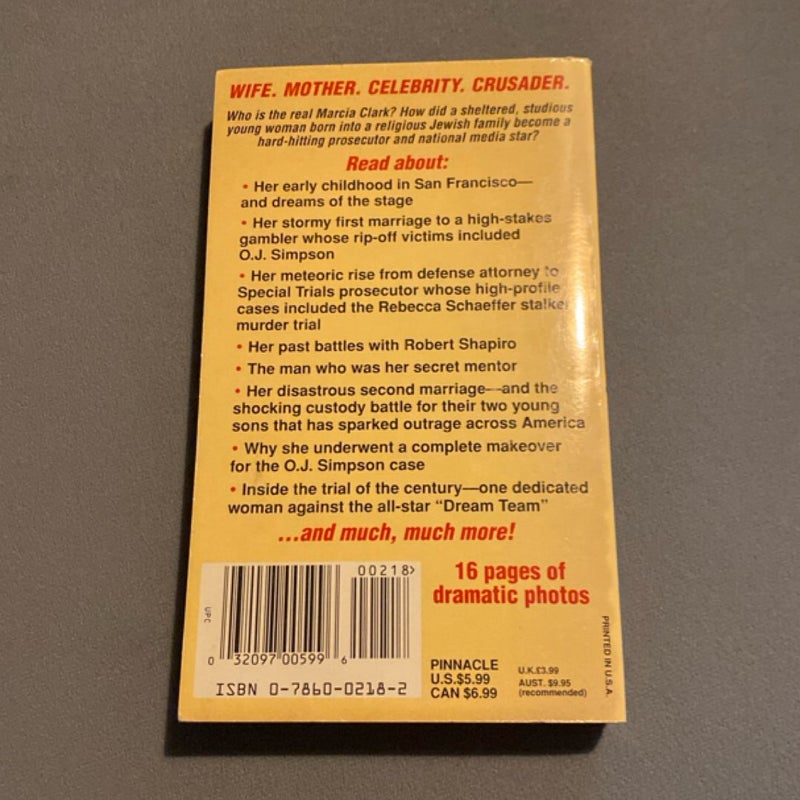 WIFE. MOTHER. CELEBRITY. CRUSADER.
Who is the real Marcia Clark? How did a sheltered, studious
young woman born into a religious Jewish family become a
hard-hitting prosecutor and national media star?
Read about:
• Her early childhood in San Francisco—
and dreams of the stage
• Her stormy first marriage to a high-stakes
gambler whose rip-off victims included
O.J. Simpson
• Her meteoric rise from defense attorney to
Special Trials prosecutor whose high-profile
cases included the Rebecca Schaeffer stalker
murder trial
• Her past battles with Robert Shapiro
• The man who was her secret mentor
• Her disastrous second marriage—and the
shocking custody battle for their two young
sons that has sparked outrage across America
• Why she underwent a complete makeover
for the O.J. Simpson case
• Inside the trial of the century—one dedicated
woman against the all-star “Dream Team”
...and much, much more!
16 pages of
dramatic photos
00218>
UPC
0 32097 00599 6
ISBN 0-7860-0218-2
PINNACLE
U.S.$5.99
CAN $6.99
U.K.£3.99
AUST. $9.95
(recommended)
PRINTED IN U.S.A.